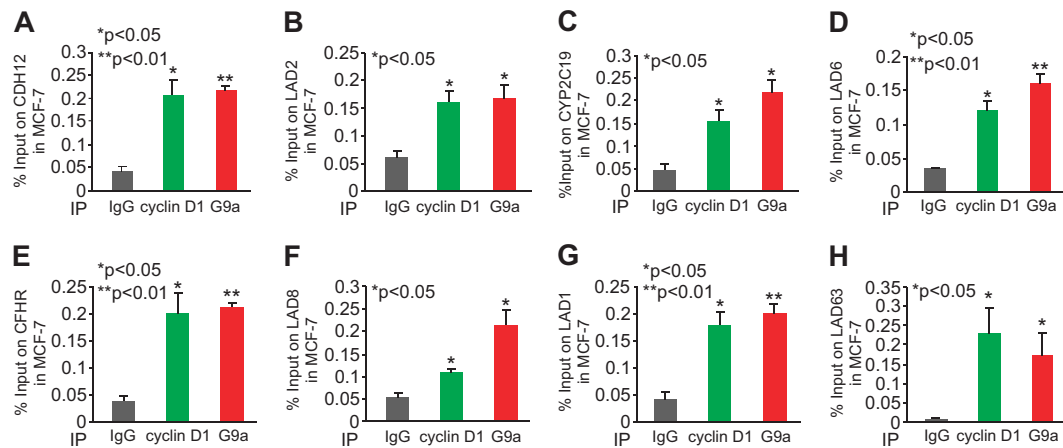 A
*p<0.05
**p<0.01
% Input on CDH12
in MCF-7
0.3
0.25
0.2
0.15
0.1
0.05
0
*
**
IP
IgG cyclin D1 G9a
B
*p<0.05
% Input on LAD2
in MCF-7
0.25
0.2
0.15
0.1
0.05
0
*
*
IgG cyclin D1 G9a
C
*p<0.05
%Input on CYP2C19
in MCF-7
0.3
0.25
0.2
0.15
0.1
0.05
0
*
*
IP
IgG cyclin D1 G9a
D
*p<0.05
**p<0.01
% Input on LAD6
in MCF-7
0.2
0.15
0.1
0.05
0
*
**
IP
IgG cyclin D1 G9a
E
*p<0.05
**p<0.01
% Input on CFHR
in MCF-7
0.25
0.2
0.15
0.1
0.05
0
*
**
IP
IgG cyclin D1 G9a
F
*p<0.05
% Input on LAD8
in MCF-7
0.3
0.25
0.2
0.15
0.1
0.05
0
*
*
IgG cyclin D1 G9a
G
*p<0.05
**p<0.01
% Input on LAD1
in MCF-7
0.25
0.2
0.15
0.1
0.05
0
*
**
IP
IgG cyclin D1 G9a
H
*p<0.05
% Input on LAD63
in MCF-7
0.35
0.3
0.25
0.2
0.15
0.1
0.05
0
*
*
IP
IgG cyclin D1 G9a